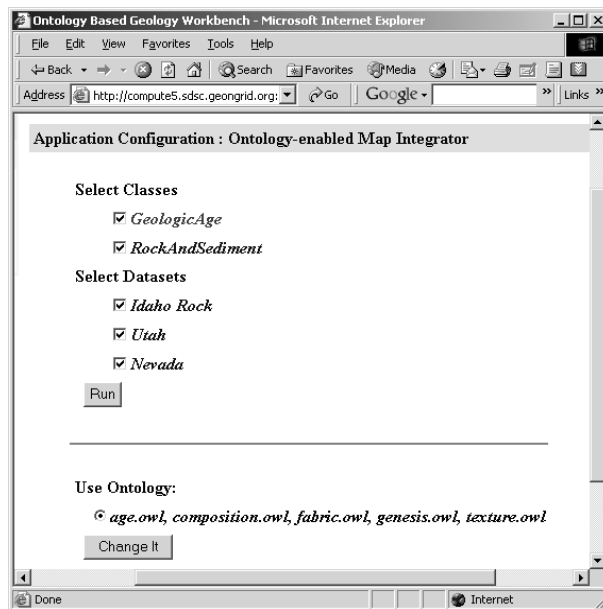 Ontology Based Geology Workbench - Microsoft Internet Explorer
File Edit View Favorites Tools Help
Back Search Favorites Media
Address http://compute5.sdsc.geongrid.org: Go Google Links
Application Configuration : Ontology-enabled Map Integrator
Select Classes
GeologicAge
RockAndSediment
Select Datasets
Idaho Rock
Utah
Nevada
Run
Use Ontology:
age.owl, composition.owl, fabric.owl, genesis.owl, texture.owl
Change It
Done Internet